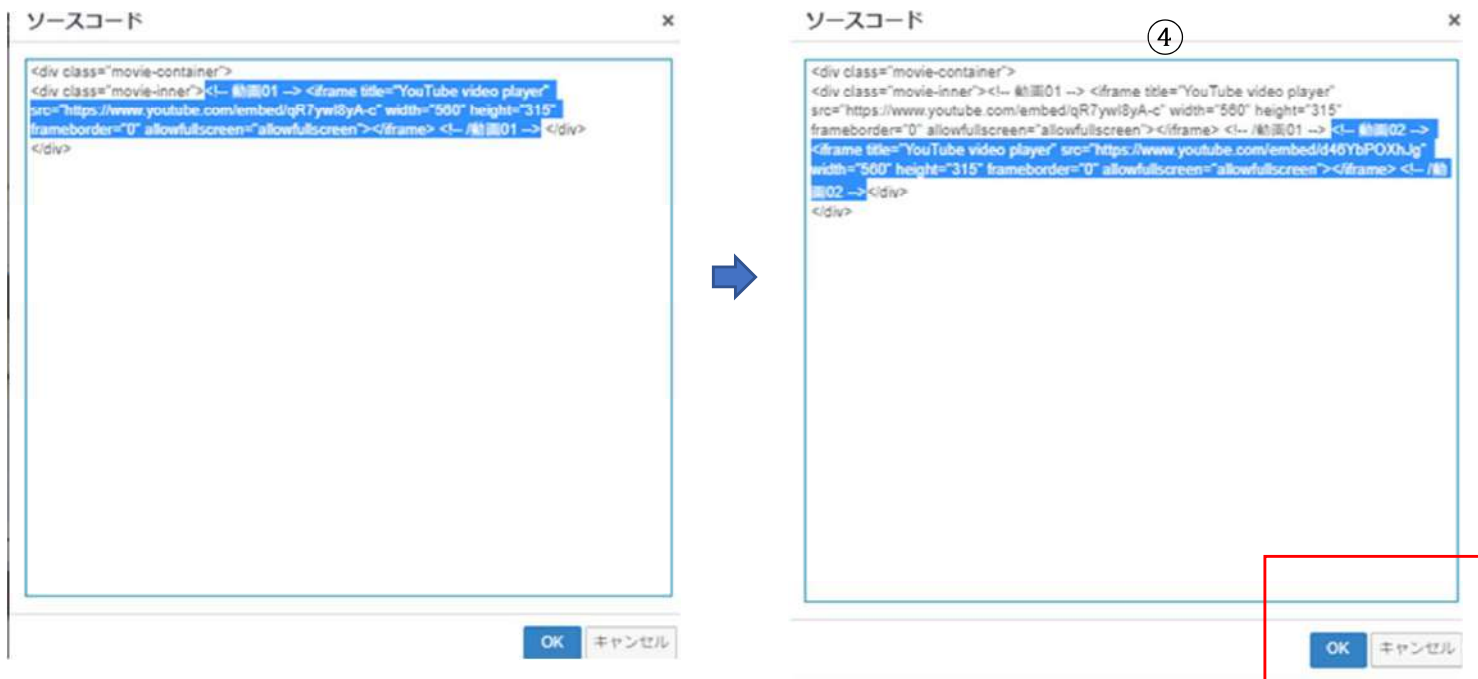 ソースコード
×
<div class="movie-container">
<div class="movie-inner"><!-- 動画01 --> <iframe title="YouTube video player"
src="https://www.youtube.com/embed/qR7ywI8yA-c" width="560" height="315"
frameborder="0" allowfullscreen="allowfullscreen"></iframe> <!-- /動画01 --> </div>
</div>
OK
キャンセル
ソースコード
④
×
<div class="movie-container">
<div class="movie-inner"><!-- 動画01 --> <iframe title="YouTube video player"
src="https://www.youtube.com/embed/qR7ywI8yA-c" width="560" height="315"
frameborder="0" allowfullscreen="allowfullscreen"></iframe> <!-- /動画01 --> <!-- 動画02 -->
<iframe title="YouTube video player" src="https://www.youtube.com/embed/d46YbPOXhJg"
width="560" height="315" frameborder="0" allowfullscreen="allowfullscreen"></iframe> <!-- /動
画02 --></div>
</div>
OK
キャンセル